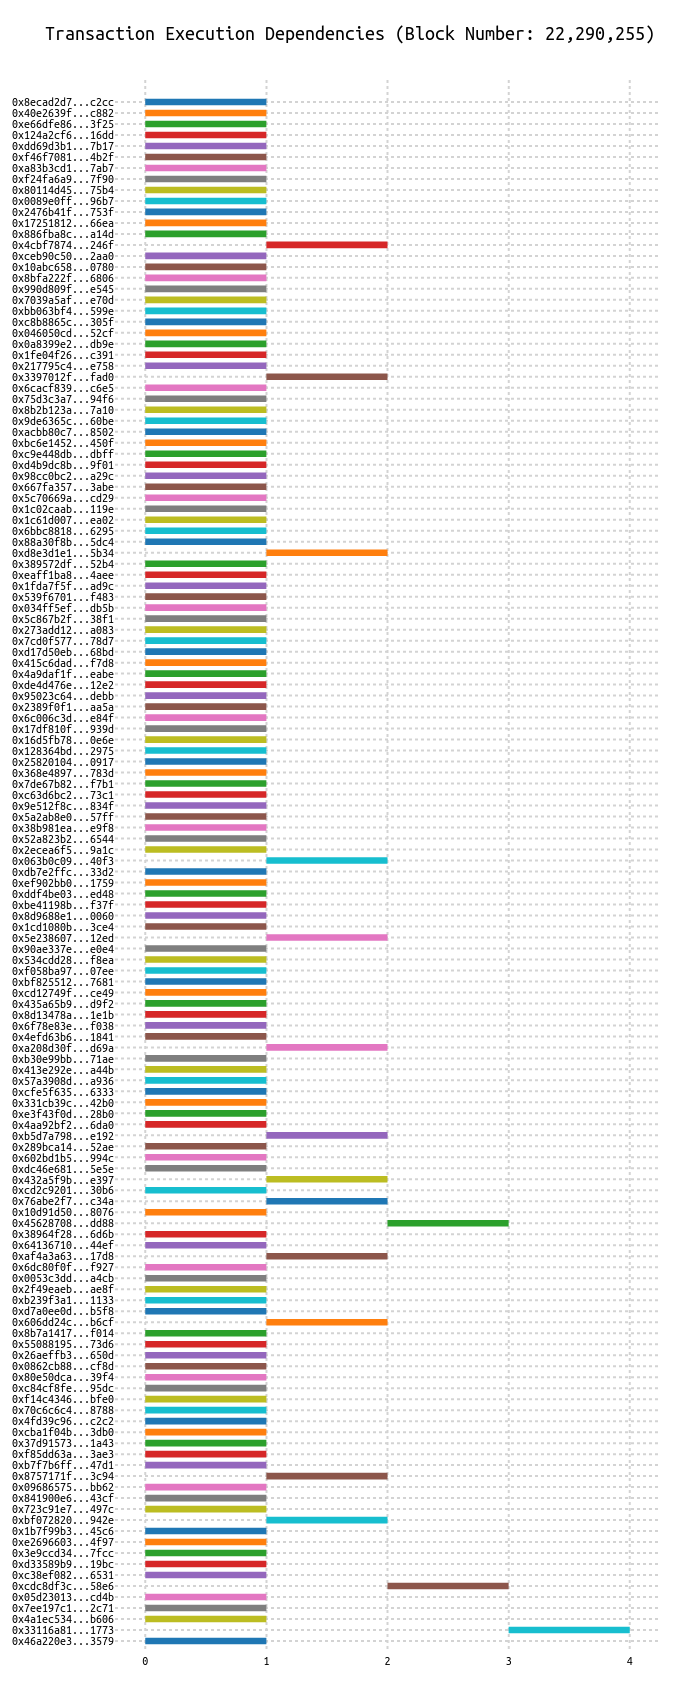 Transaction Execution Dependencies (Block Number: 22,290,255)
0x8ecad2d7...c2cc
0x40e2639f...c882
0xe66dfe86...3f25
0x124a2cf6...16dd
0xdd69d3b1...7b17
0xf46f7081...4b2f
0xa83b3cd1...7ab7
0xf24fa6a9...7f90
0x80114d45...75b4
0x0089e0ff...96b7
0x2476b41f...753f
0x17251812...66ea
0x886fba8c...a14d
0x4cbf7874...246f
0xceb90c50...2aa0
0x10abc658...0780
0x8bfa222f...6806
0x990d809f...e545
0x7039a5af...e70d
0xbb063bf4...599e
0xc8b8865c...305f
0x046050cd...52cf
0x0a8399e2...db9e
0x1fe04f26...c391
0x217795c4...e758
0x3397012f...fad0
0x6cacf839...c6e5
0x75d3c3a7...94f6
0x8b2b123a...7a10
0x9de6365c...60be
0xacbb80c7...8502
0xbc6e1452...450f
0xc9e448db...dbff
0xd4b9dc8b...9f01
0x98cc0bc2...a29c
0x667fa357...3abe
0x5c70669a...cd29
0x1c02caab...119e
0x1c61d007...ea02
0x6bbc8818...6295
0x88a30f8b...5dc4
0xd8e3d1e1...5b34
0x389572df...52b4
0xeaff1ba8...4aee
0x1fda7f5f...ad9c
0x539f6701...f483
0x034ff5ef...db5b
0x5c867b2f...38f1
0x273add12...a083
0x7cd0f577...78d7
0xd17d50eb...68bd
0x415c6dad...f7d8
0x4a9daf1f...eabe
0xde4d476e...12e2
0x95023c64...debb
0x2389f0f1...aa5a
0x6c006c3d...e84f
0x17df810f...939d
0x16d5fb78...0e6e
0x128364bd...2975
0x25820104...0917
0x368e4897...783d
0x7de67b82...f7b1
0xc63d6bc2...73c1
0x9e512f8c...834f
0x5a2ab8e0...57ff
0x38b981ea...e9f8
0x52a823b2...6544
0x2ecea6f5...9a1c
0x063b0c09...40f3
0xdb7e2ffc...33d2
0xef902bb0...1759
0xddf4be03...ed48
0xbe41198b...f37f
0x8d9688e1...0060
0x1cd1080b...3ce4
0x5e238607...12ed
0x90ae337e...e0e4
0x534cdd28...f8ea
0xf058ba97...07ee
0xbf825512...7681
0xcd12749f...ce49
0x435a65b9...d9f2
0x8d13478a...1e1b
0x6f78e83e...f038
0x4efd63b6...1841
0xa208d30f...d69a
0xb30e99bb...71ae
0x413e292e...a44b
0x57a3908d...a936
0xcfe5f635...6333
0x331cb39c...42b0
0xe3f43f0d...28b0
0x4aa92bf2...6da0
0xb5d7a798...e192
0x289bca14...52ae
0x602bd1b5...994c
0xdc46e681...5e5e
0x432a5f9b...e397
0xcd2c9201...30b6
0x76abe2f7...c34a
0x10d91d50...8076
0x45628708...dd88
0x38964f28...6d6b
0x64136710...44ef
0xaf4a3a63...17d8
0x6dc80f0f...f927
0x0053c3dd...a4cb
0x2f49eaeb...ae8f
0xb239f3a1...1133
0xd7a0ee0d...b5f8
0x606dd24c...b6cf
0x8b7a1417...f014
0x55088195...73d6
0x26aeffb3...650d
0x0862cb88...cf8d
0x80e50dca...39f4
0xc84cf8fe...95dc
0xf14c4346...bfe0
0x70c6c6c4...8788
0x4fd39c96...c2c2
0xcba1f04b...3db0
0x37d91573...1a43
0xf85dd63a...3ae3
0xb7f7b6ff...47d1
0x8757171f...3c94
0x09686575...bb62
0x841900e6...43cf
0x723c91e7...497c
0xbf072820...942e
0x1b7f99b3...45c6
0xe2696603...4f97
0x3e9ccd34...7fcc
0xd33589b9...19bc
0xc38ef082...6531
0xcdc8df3c...58e6
0x05d23013...cd4b
0x7ee197c1...2c71
0x4a1ec534...b606
0x33116a81...1773
0x46a220e3...3579
0 1 2 3 4